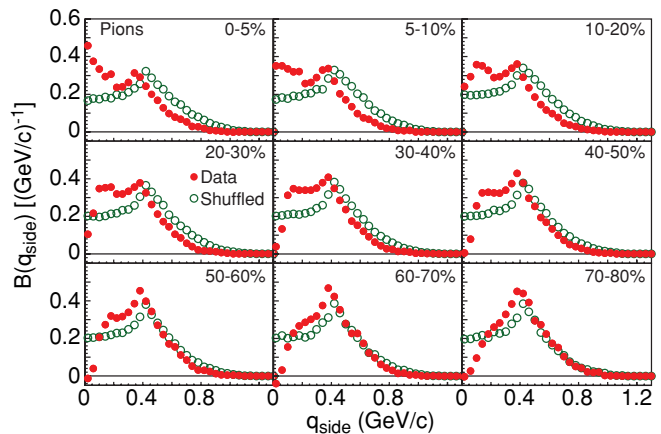 Pions 0-5% 5-10% 10-20%
0.6
0.4
0.2
0
20-30% 30-40% 40-50%
Data
Shuffled
0.4
0.2
0
50-60% 60-70% 70-80%
0.4
0.2
0
B(q_side) [(GeV/c)^-1]
0 0.4 0.8 0 0.4 0.8 0 0.4 0.8 1.2
q_side (GeV/c)